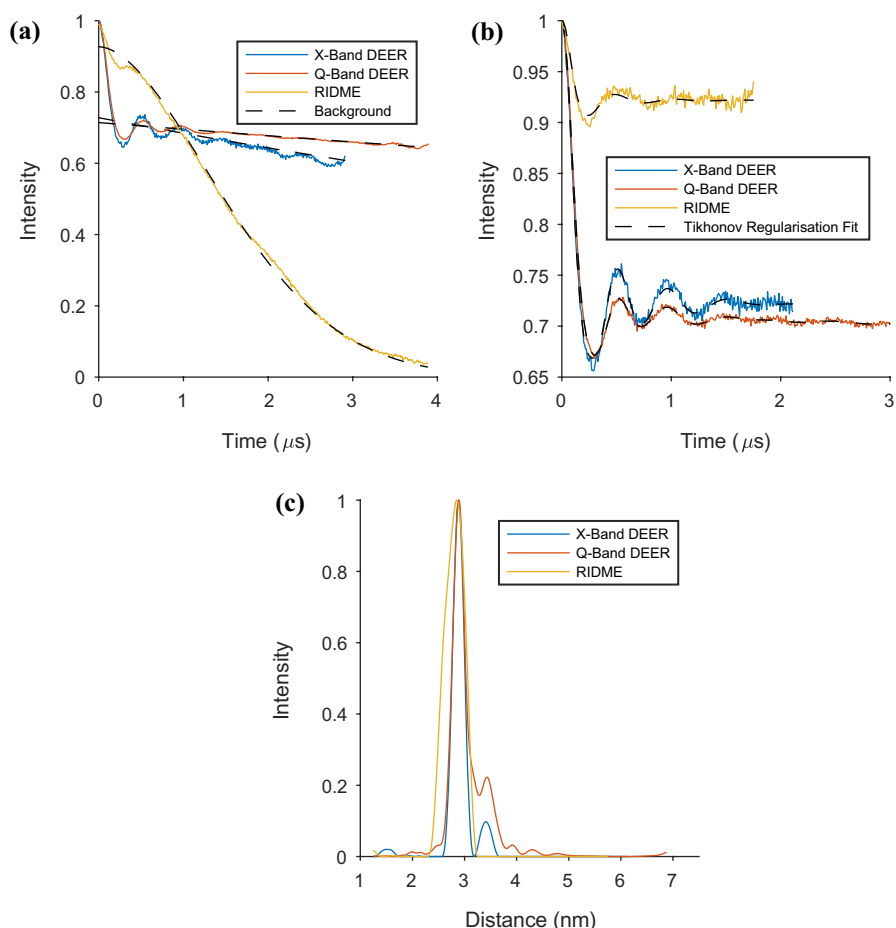 (a)
Intensity
1
0.8
0.6
0.4
0.2
0
0
1
2
3
4
Time (μs)
X-Band DEER
Q-Band DEER
RIDME
Background
(b)
Intensity
1
0.95
0.9
0.85
0.8
0.75
0.7
0.65
0
1
2
3
Time (μs)
X-Band DEER
Q-Band DEER
RIDME
Tikhonov Regularisation Fit
(c)
Intensity
1
0.8
0.6
0.4
0.2
0
1
2
3
4
5
6
7
Distance (nm)
X-Band DEER
Q-Band DEER
RIDME